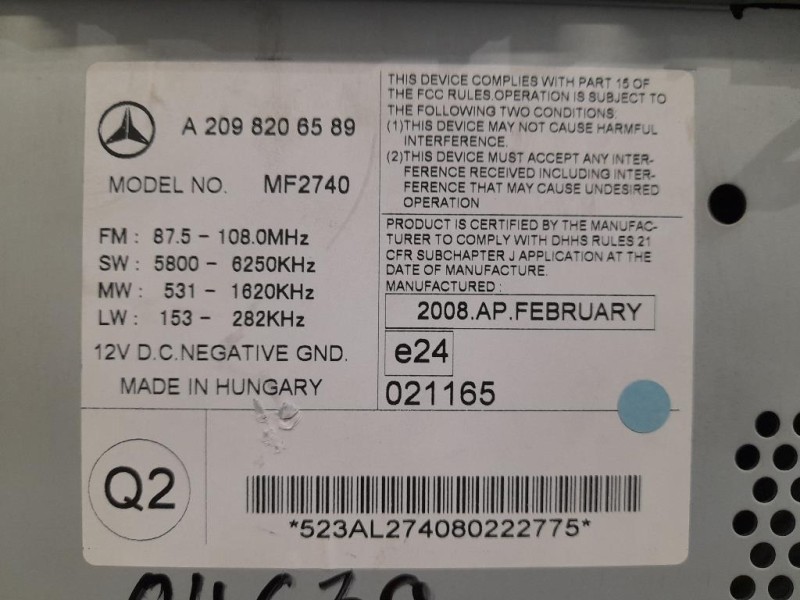 A 209 820 65 89
MODEL NO. MF2740
FM : 87.5 - 108.0MHz
SW : 5800 - 6250KHz
MW : 531 - 1620KHz
LW : 153 - 282KHz
12V D.C.NEGATIVE GND.
MADE IN HUNGARY
THIS DEVICE COMPLIES WITH PART 15 OF
THE FCC RULES,OPERATION IS SUBJECT TO
THE FOLLOWING TWO CONDITIONS.
(1)THIS DEVICE MAY NOT CAUSE HARMFUL
INTERFERENCE.
(2)THIS DEVICE MUST ACCEPT ANY INTER-
FERENCE RECEIVED INCLUDING INTER-
FERENCE THAT MAY CAUSE UNDESIRED
OPERATION
PRODUCT IS CERTIFIED BY THE MANUFAC-
TURER TO COMPLY WITH DHHS RULES 21
CFR SUBCHAPTER J APPLICATION AT THE
DATE OF MANUFACTURE.
MANUFACTURED :
2008.AP.FEBRUARY
e24
021165
Q2
*523AL274080222775*